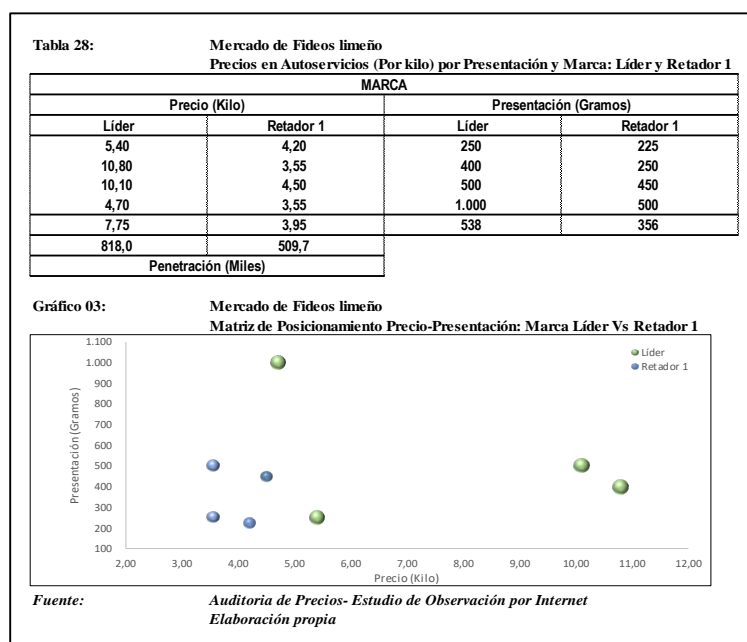 Tabla 28: Mercado de Fideos limeño
Precios en Autoservicios (Por kilo) por Presentación y Marca: Líder y Retador 1
MARCA
Precio (Kilo) Presentación (Gramos)
Líder Retador 1 Líder Retador 1
5,40 4,20 250 225
10,80 3,55 400 250
10,10 4,50 500 450
4,70 3,55 1.000 500
7,75 3,95 538 356
818,0 509,7
Penetración (Miles)
Gráfico 03: Mercado de Fideos limeño
Matriz de Posicionamiento Precio-Presentación: Marca Líder Vs Retador 1
Presentación (Gramos)
1.100
1.000
900
800
700
600
500
400
300
200
100
Líder
Retador 1
2,00 3,00 4,00 5,00 6,00 7,00 8,00 9,00 10,00 11,00 12,00
Precio (Kilo)
Fuente: Auditoria de Precios- Estudio de Observación por Internet
Elaboración propia